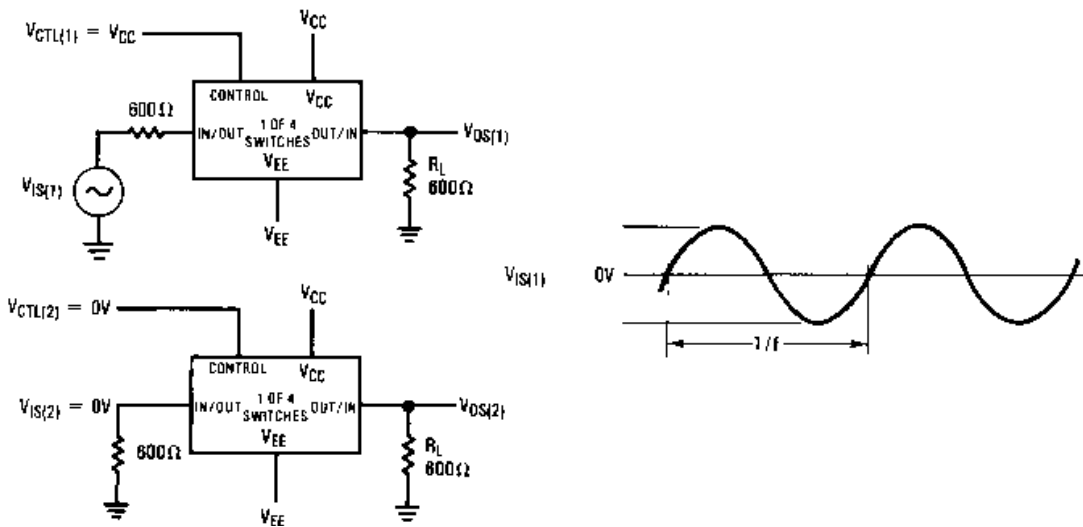 VCTL(1) = VCC
VCC
600Ω
CONTROL
VCC
IN/OUT
1 OF 4
SWITCHES
OUT/IN
VEE
VOS(1)
VIS(1)
RL
600Ω
VEE
VCTL(2) = 0V
VCC
CONTROL
VCC
VIS(2) = 0V
IN/OUT
1 OF 4
SWITCHES
OUT/IN
VEE
VOS(2)
600Ω
RL
600Ω
VEE
VIS(1)
0V
1/f